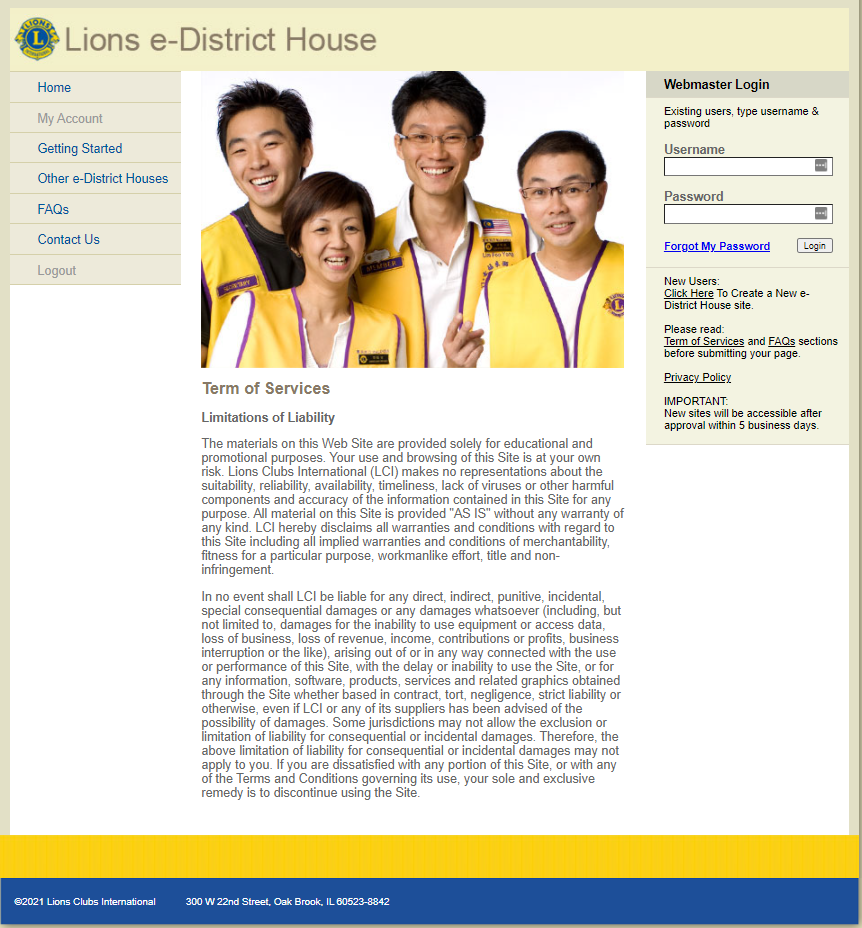 LIONS
L
INTERNATIONAL
Lions e-District House
Home
My Account
Getting Started
Other e-District Houses
FAQs
Contact Us
Logout
SECRETARY
MEMBER
Webmaster Login
Existing users, type username &
password
Username
Password
Forgot My Password
Login
New Users:
Click Here To Create a New e-
District House site.
Please read:
Term of Services and FAQs sections
before submitting your page.
Privacy Policy
IMPORTANT:
New sites will be accessible after
approval within 5 business days.
Term of Services
Limitations of Liability
The materials on this Web Site are provided solely for educational and
promotional purposes. Your use and browsing of this Site is at your own
risk. Lions Clubs International (LCI) makes no representations about the
suitability, reliability, availability, timeliness, lack of viruses or other harmful
components and accuracy of the information contained in this Site for any
purpose. All material on this Site is provided "AS IS" without any warranty of
any kind. LCI hereby disclaims all warranties and conditions with regard to
this Site including all implied warranties and conditions of merchantability,
fitness for a particular purpose, workmanlike effort, title and non-
infringement.
In no event shall LCI be liable for any direct, indirect, punitive, incidental,
special consequential damages or any damages whatsoever (including, but
not limited to, damages for the inability to use equipment or access data,
loss of business, loss of revenue, income, contributions or profits, business
interruption or the like), arising out of or in any way connected with the use
or performance of this Site, with the delay or inability to use the Site, or for
any information, software, products, services and related graphics obtained
through the Site whether based in contract, tort, negligence, strict liability or
otherwise, even if LCI or any of its suppliers has been advised of the
possibility of damages. Some jurisdictions may not allow the exclusion or
limitation of liability for consequential or incidental damages. Therefore, the
above limitation of liability for consequential or incidental damages may not
apply to you. If you are dissatisfied with any portion of this Site, or with any
of the Terms and Conditions governing its use, your sole and exclusive
remedy is to discontinue using the Site.
©2021 Lions Clubs International
300 W 22nd Street, Oak Brook, IL 60523-8842